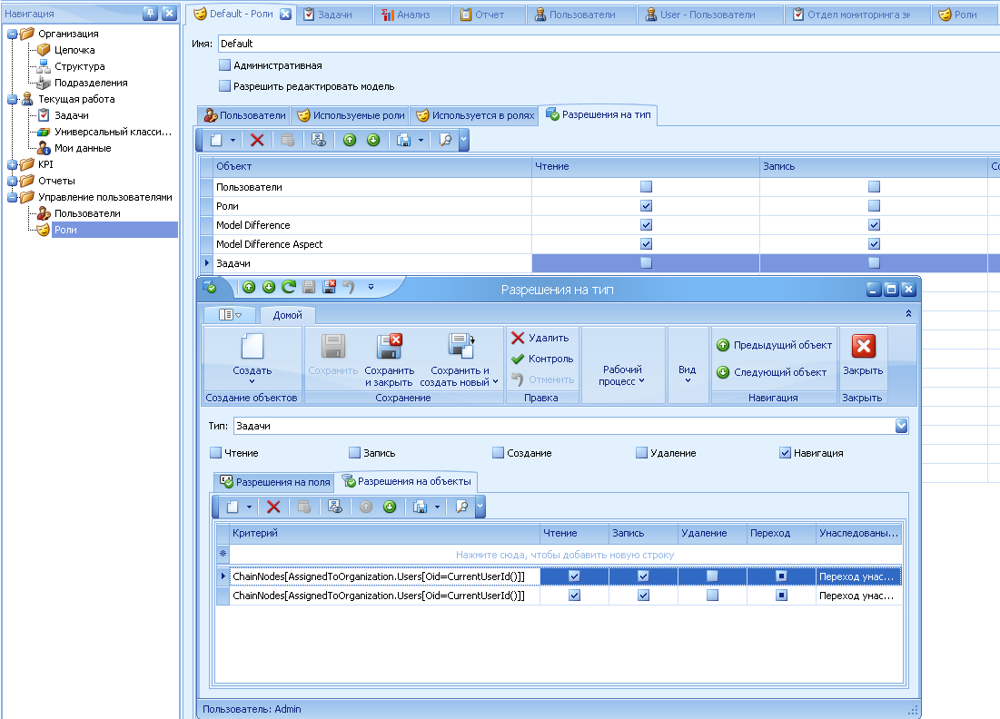 Навигация
Организация
Цепочка
Структура
Подразделения
Текущая работа
Задачи
Универсальный класси...
Мои данные
KPI
Отчеты
Управление пользователями
Пользователи
Роли
Default - Роли
Задачи
Анализ
Отчет
Пользователи
User - Пользователи
Отдел мониторинга эк
Роли
Имя: Default
Административная
Разрешить редактировать модель
Пользователи
Используемые роли
Используется в ролях
Разрешения на тип
Объект Чтение Запись Со
Пользователи
Роли
Model Difference
Model Difference Aspect
Задачи
Разрешения на тип
Домой
Создать
Создание объектов
Сохранить
Сохранить и закрыть
Сохранить и создать новый
Сохранение
Удалить
Контроль
Отменить
Правка
Рабочий процесс
Вид
Предыдущий объект
Следующий объект
Навигация
Закрыть
Закрыть
Тип: Задачи
Чтение Запись Создание Удаление Навигация
Разрешения на поля
Разрешения на объекты
Критерий Чтение Запись Удаление Переход Унаследованы...
Нажмите сюда, чтобы добавить новую строку
ChainNodes[AssignedToOrganization.Users[Oid=CurrentUserId()]] Переход унас...
ChainNodes[AssignedToOrganization.Users[Oid=CurrentUserId()]] Переход унас...
Пользователь: Admin